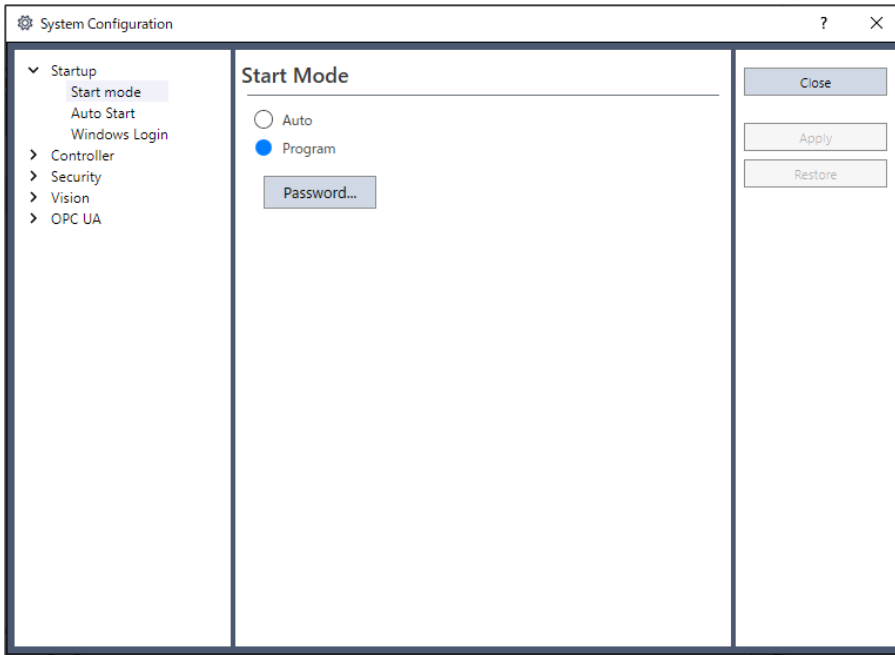 System Configuration
?
Startup
Start mode
Auto Start
Windows Login
Controller
Security
Vision
OPC UA
Start Mode
Auto
Program
Password...
Close
Apply
Restore